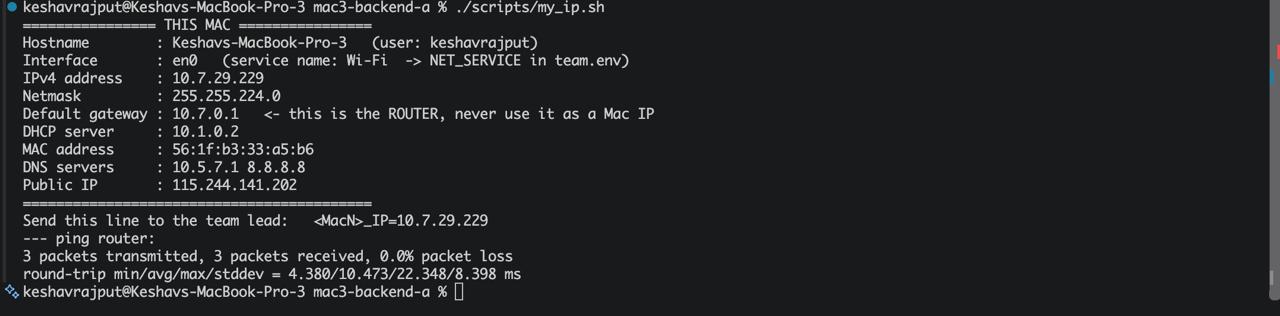 keshavrajput@Keshavs-MacBook-Pro-3 mac3-backend-a % ./scripts/my_ip.sh
================ THIS MAC ================
Hostname        : Keshavs-MacBook-Pro-3   (user: keshavrajput)
Interface       : en0   (service name: Wi-Fi  -> NET_SERVICE in team.env)
IPv4 address    : 10.7.29.229
Netmask         : 255.255.224.0
Default gateway : 10.7.0.1   <- this is the ROUTER, never use it as a Mac IP
DHCP server     : 10.1.0.2
MAC address     : 56:1f:b3:33:a5:b6
DNS servers     : 10.5.7.1 8.8.8.8
Public IP       : 115.244.141.202
==========================================
Send this line to the team lead:   <MacN>_IP=10.7.29.229
--- ping router:
3 packets transmitted, 3 packets received, 0.0% packet loss
round-trip min/avg/max/stddev = 4.380/10.473/22.348/8.398 ms
keshavrajput@Keshavs-MacBook-Pro-3 mac3-backend-a %